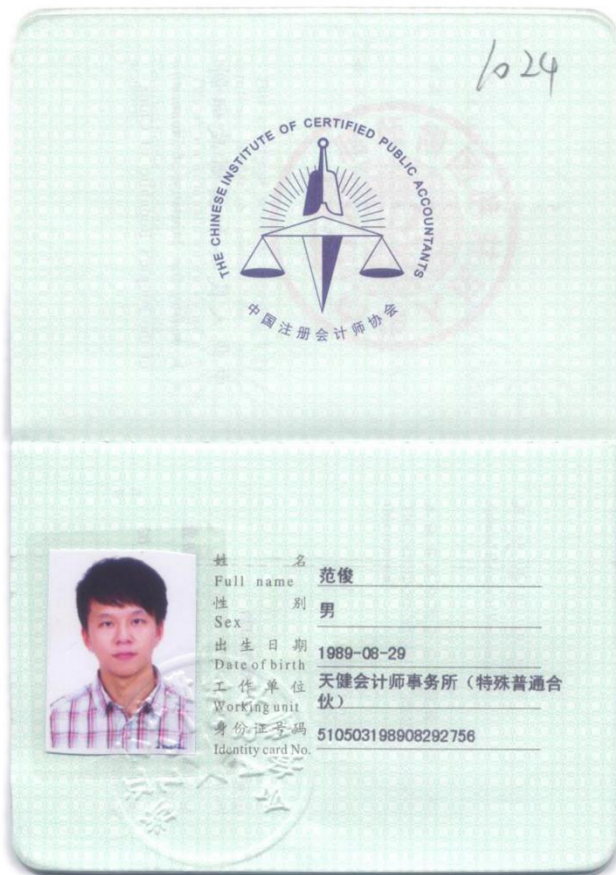 1024
THE CHINESE INSTITUTE OF CERTIFIED PUBLIC ACCOUNTANTS
中国注册会计师协会
姓 名 范俊
Full name
性 别 男
Sex
出生日期 1989-08-29
Date of birth
工作单位 天健会计师事务所（特殊普通合
Working unit 伙）
身份证号码 510503198908292756
Identity card No.